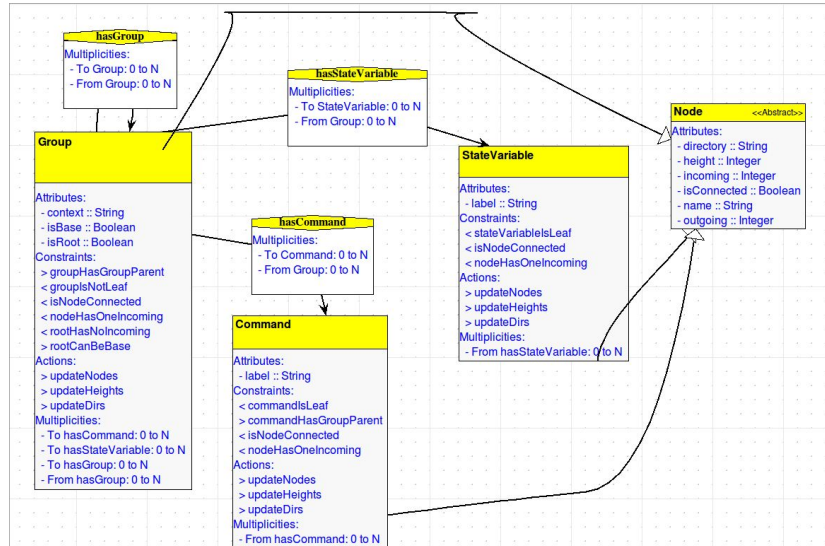 hasGroup
Multiplicities:
- To Group: 0 to N
- From Group: 0 to N
hasStateVariable
Multiplicities:
- To StateVariable: 0 to N
- From Group: 0 to N
Node <<Abstract>>
Attributes:
- directory :: String
- height :: Integer
- incoming :: Integer
- isConnected :: Boolean
- name :: String
- outgoing :: Integer
Group
Attributes:
- context :: String
- isBase :: Boolean
- isRoot :: Boolean
Constraints:
> groupHasGroupParent
< groupIsNotLeaf
< isNodeConnected
< nodeHasOneIncoming
< rootHasNoIncoming
> rootCanBeBase
Actions:
> updateNodes
> updateHeights
> updateDirs
Multiplicities:
- To hasCommand: 0 to N
- To hasStateVariable: 0 to N
- To hasGroup: 0 to N
- From hasGroup: 0 to N
StateVariable
Attributes:
- label :: String
Constraints:
< stateVariableIsLeaf
< isNodeConnected
< nodeHasOneIncoming
Actions:
> updateNodes
> updateHeights
> updateDirs
Multiplicities:
- From hasStateVariable: 0 to N
hasCommand
Multiplicities:
- To Command: 0 to N
- From Group: 0 to N
Command
Attributes:
- label :: String
Constraints:
< commandIsLeaf
> commandHasGroupParent
< isNodeConnected
< nodeHasOneIncoming
Actions:
> updateNodes
> updateHeights
> updateDirs
Multiplicities:
- From hasCommand: 0 to N